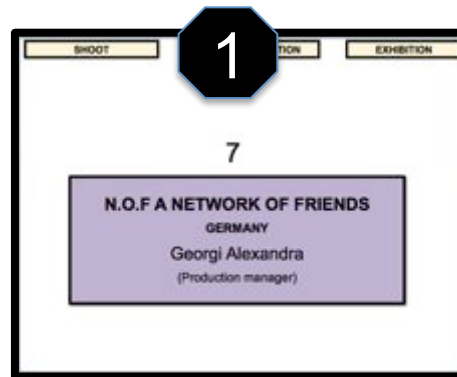 1
SHOOT TION EXHIBITION
7
N.O.F A NETWORK OF FRIENDS
GERMANY
Georgi Alexandra
(Production manager)